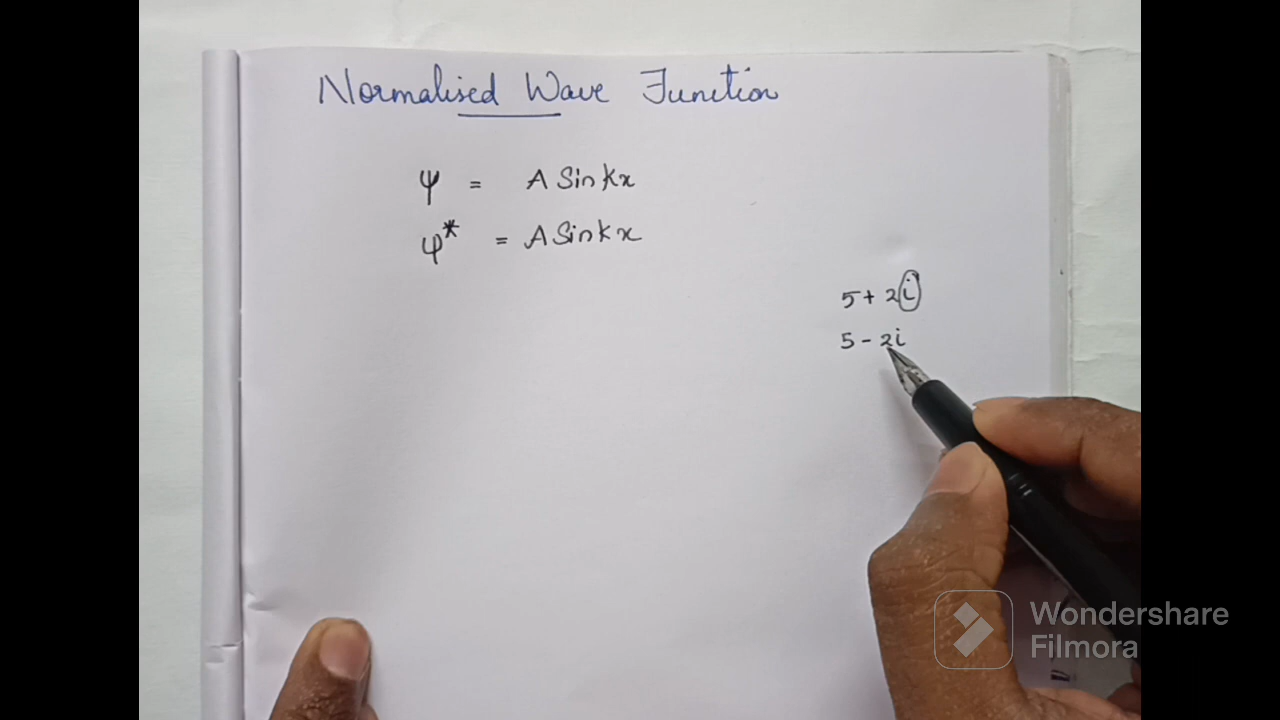 Normalised Wave Function
ψ = A Sin kx
ψ* = A Sin kx
5 + 2i
5 - 2i
Wondershare
Filmora